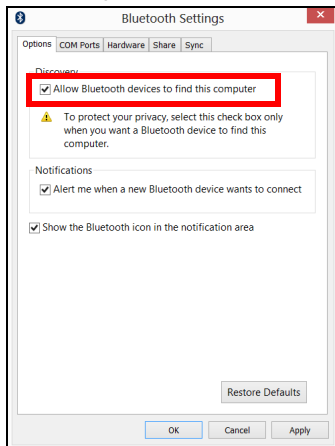 Bluetooth Settings
Options COM Ports Hardware Share Sync
Discovery
Allow Bluetooth devices to find this computer
To protect your privacy, select this check box only
when you want a Bluetooth device to find this
computer.
Notifications
Alert me when a new Bluetooth device wants to connect
Show the Bluetooth icon in the notification area
Restore Defaults
OK Cancel Apply